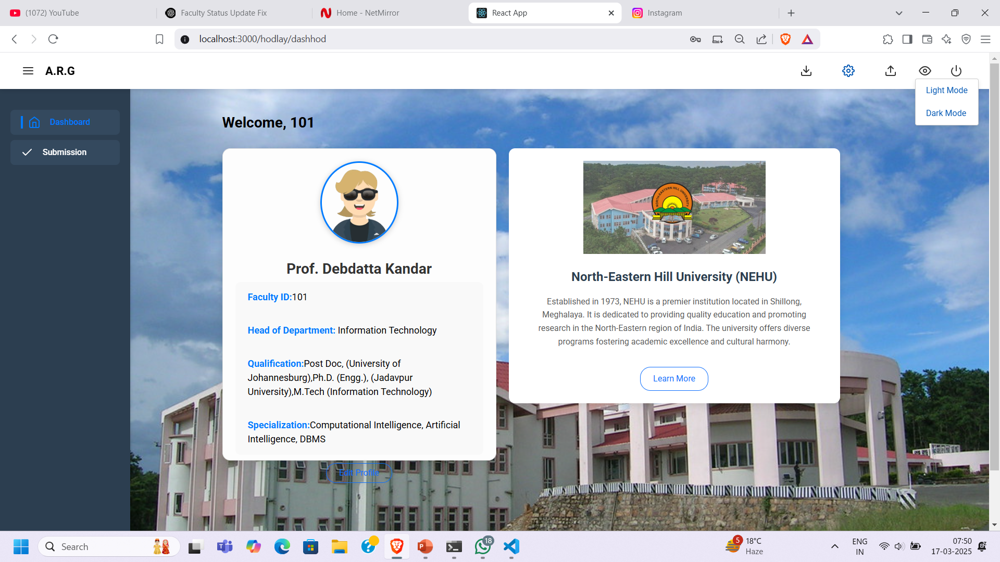 (1072) YouTube
Faculty Status Update Fix
Home - NetMirror
React App
Instagram
localhost:3000/hodlay/dashhod
A.R.G
Light Mode
Dark Mode
Dashboard
Submission
Welcome, 101
Prof. Debdatta Kandar
Faculty ID:101
Head of Department: Information Technology
Qualification:Post Doc, (University of
Johannesburg),Ph.D. (Engg.), (Jadavpur
University),M.Tech (Information Technology)
Specialization:Computational Intelligence, Artificial
Intelligence, DBMS
Edit Profile
NORTH-EASTERN HILL UNIVERSITY
North-Eastern Hill University (NEHU)
Established in 1973, NEHU is a premier institution located in Shillong,
Meghalaya. It is dedicated to providing quality education and promoting
research in the North-Eastern region of India. The university offers diverse
programs fostering academic excellence and cultural harmony.
Learn More
Search
18
5
18°C
Haze
ENG
IN
07:50
17-03-2025